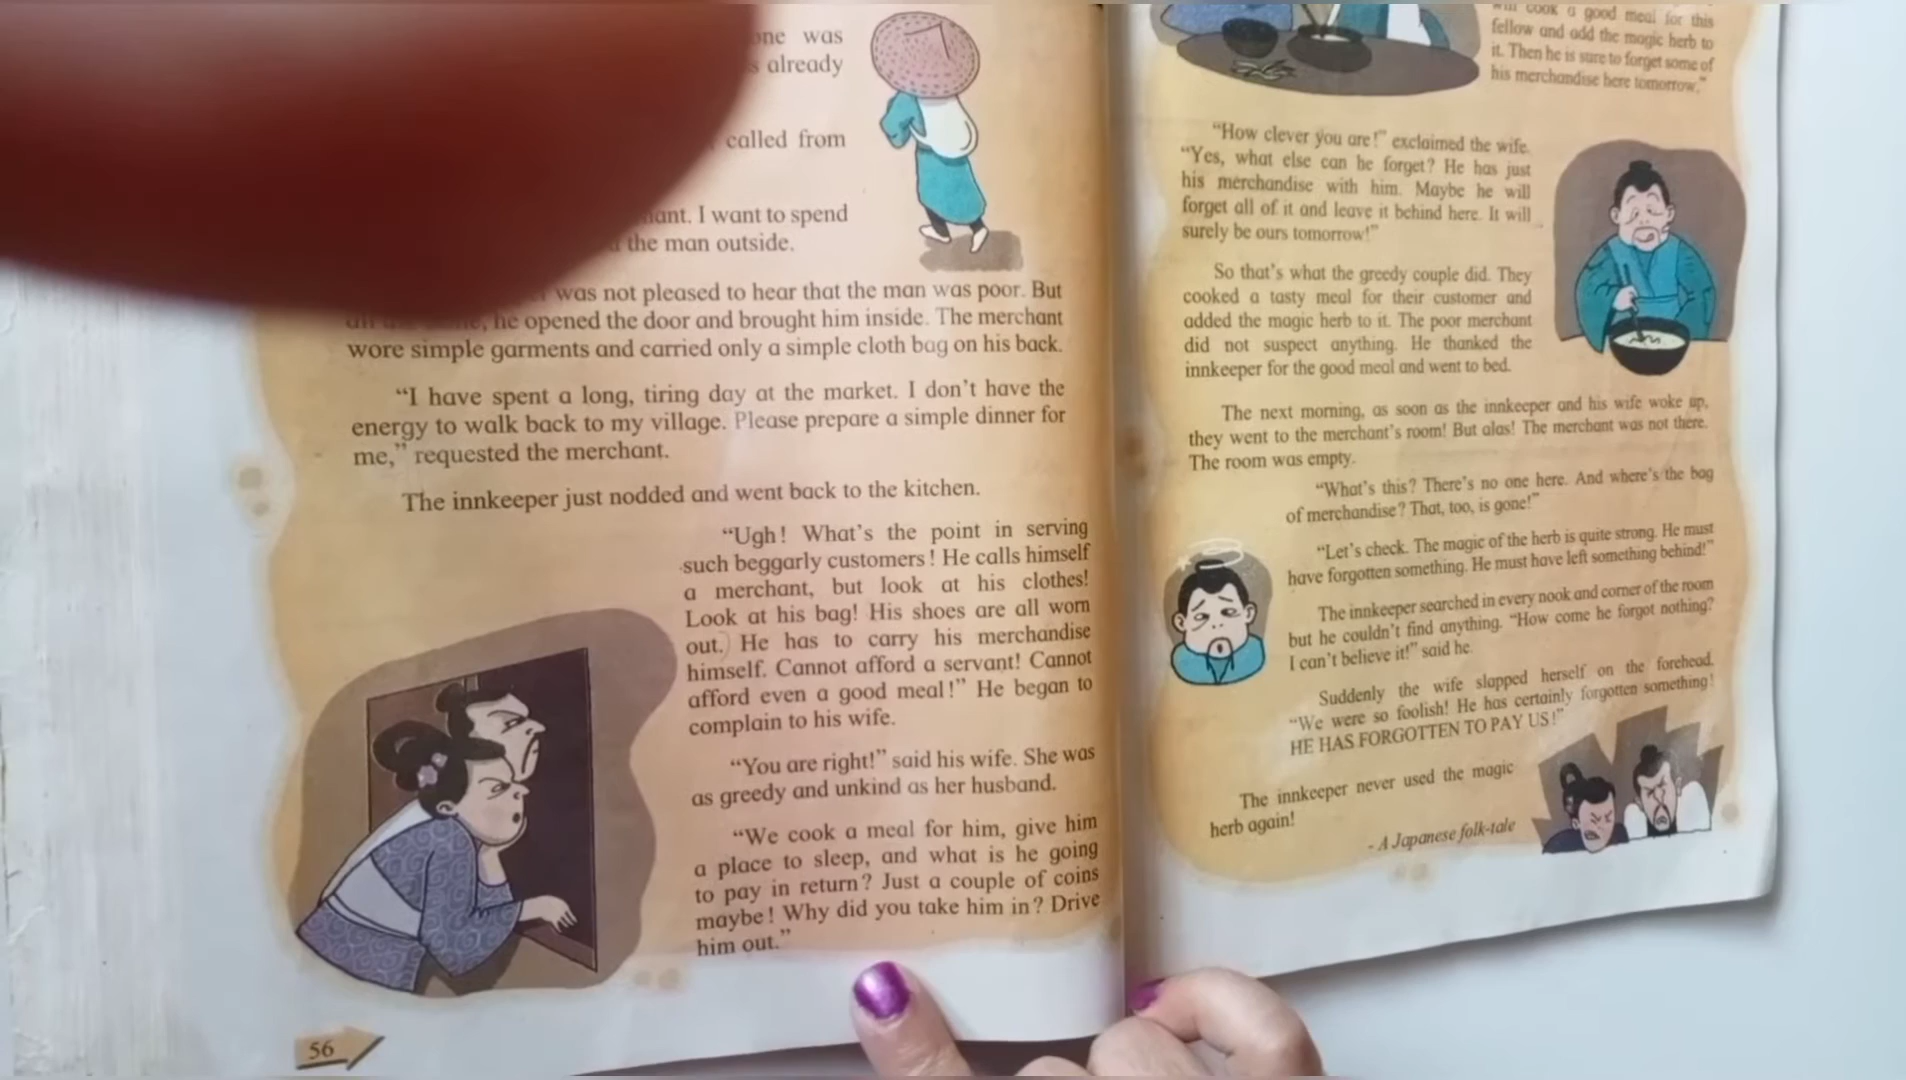 one was
already
called from
I want to spend
the man outside.
was not pleased to hear that the man was poor. But
he opened the door and brought him inside. The merchant
wore simple garments and carried only a simple cloth bag on his back.
“I have spent a long, tiring day at the market. I don’t have the
energy to walk back to my village. Please prepare a simple dinner for
me,” requested the merchant.
The innkeeper just nodded and went back to the kitchen.
“Ugh! What’s the point in serving
such beggarly customers! He calls himself
a merchant, but look at his clothes!
Look at his bag! His shoes are all worn
out. He has to carry his merchandise
himself. Cannot afford a servant! Cannot
afford even a good meal!” He began to
complain to his wife.
“You are right!” said his wife. She was
as greedy and unkind as her husband.
“We cook a meal for him, give him
a place to sleep, and what is he going
to pay in return? Just a couple of coins
maybe! Why did you take him in? Drive
him out.”
56
will cook a good meal for this
fellow and add the magic herb to
it. Then he is sure to forget some of
his merchandise here tomorrow.”
“How clever you are!” exclaimed the wife.
“Yes, what else can he forget? He has just
his merchandise with him. Maybe he will
forget all of it and leave it behind here. It will
surely be ours tomorrow!”
So that’s what the greedy couple did. They
cooked a tasty meal for their customer and
added the magic herb to it. The poor merchant
did not suspect anything. He thanked the
innkeeper for the good meal and went to bed.
The next morning, as soon as the innkeeper and his wife woke up,
they went to the merchant’s room! But alas! The merchant was not there.
The room was empty.
“What’s this? There’s no one here. And where’s the bag
of merchandise? That, too, is gone!”
“Let’s check. The magic of the herb is quite strong. He must
have forgotten something. He must have left something behind!”
The innkeeper searched in every nook and corner of the room
but he couldn’t find anything. “How come he forgot nothing?
I can’t believe it!” said he.
Suddenly the wife slapped herself on the forehead.
“We were so foolish! He has certainly forgotten something!
HE HAS FORGOTTEN TO PAY US!”
The innkeeper never used the magic
herb again!
- A Japanese folk-tale